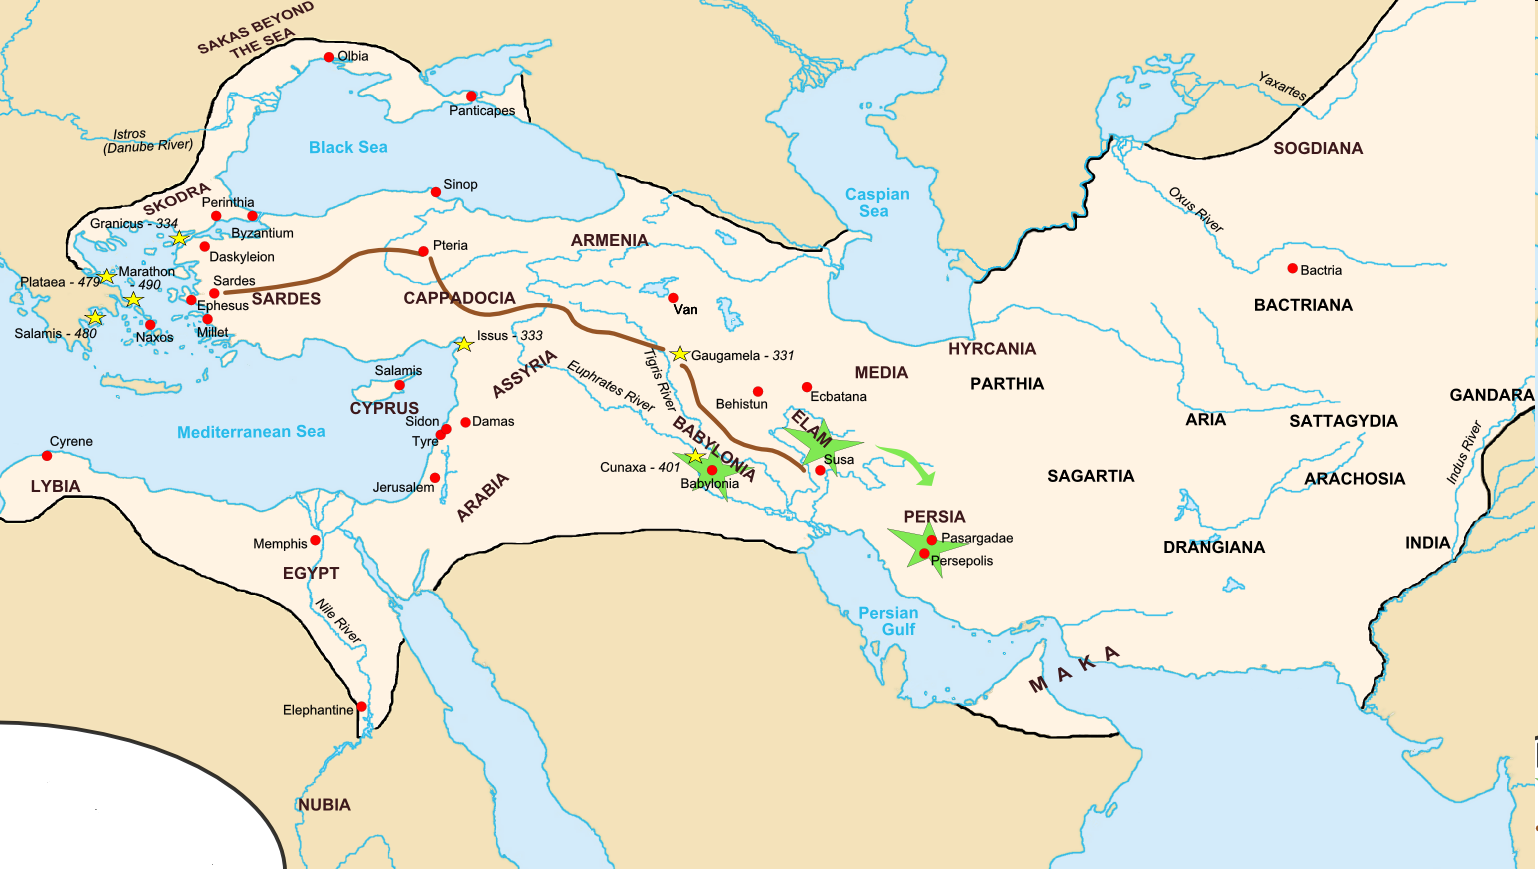 SAKAS BEYOND
THE SEA
Olbia
Panticapes
Istros
(Danube River)
Black Sea
Yaxartes
SOGDIANA
SKODRA
Perinthia
Sinop
Caspian
Sea
Oxus River
Granicus - 334
Byzantium
Daskyleion
Pteria
ARMENIA
Bactria
Plataea - 479
Marathon
- 490
Sardes
SARDES
CAPPADOCIA
BACTRIANA
Ephesus
Van
Salamis - 480
Naxos
Millet
Issus - 333
HYRCANIA
Gaugamela - 331
ASSYRIA
Tigris River
MEDIA
PARTHIA
Salamis
Euphrates River
Behistun
Ecbatana
GANDARA
CYPRUS
Sidon
Damas
ELAM
ARIA
SATTAGYDIA
Mediterranean Sea
Tyre
BABYLONIA
Cyrene
Indus River
Cunaxa - 401
Susa
Babylonia
SAGARTIA
ARACHOSIA
LYBIA
Jerusalem
ARABIA
PERSIA
Pasargadae
Persepolis
DRANGIANA
INDIA
Memphis
EGYPT
Nile River
Persian
Gulf
MAKA
Elephantine
NUBIA